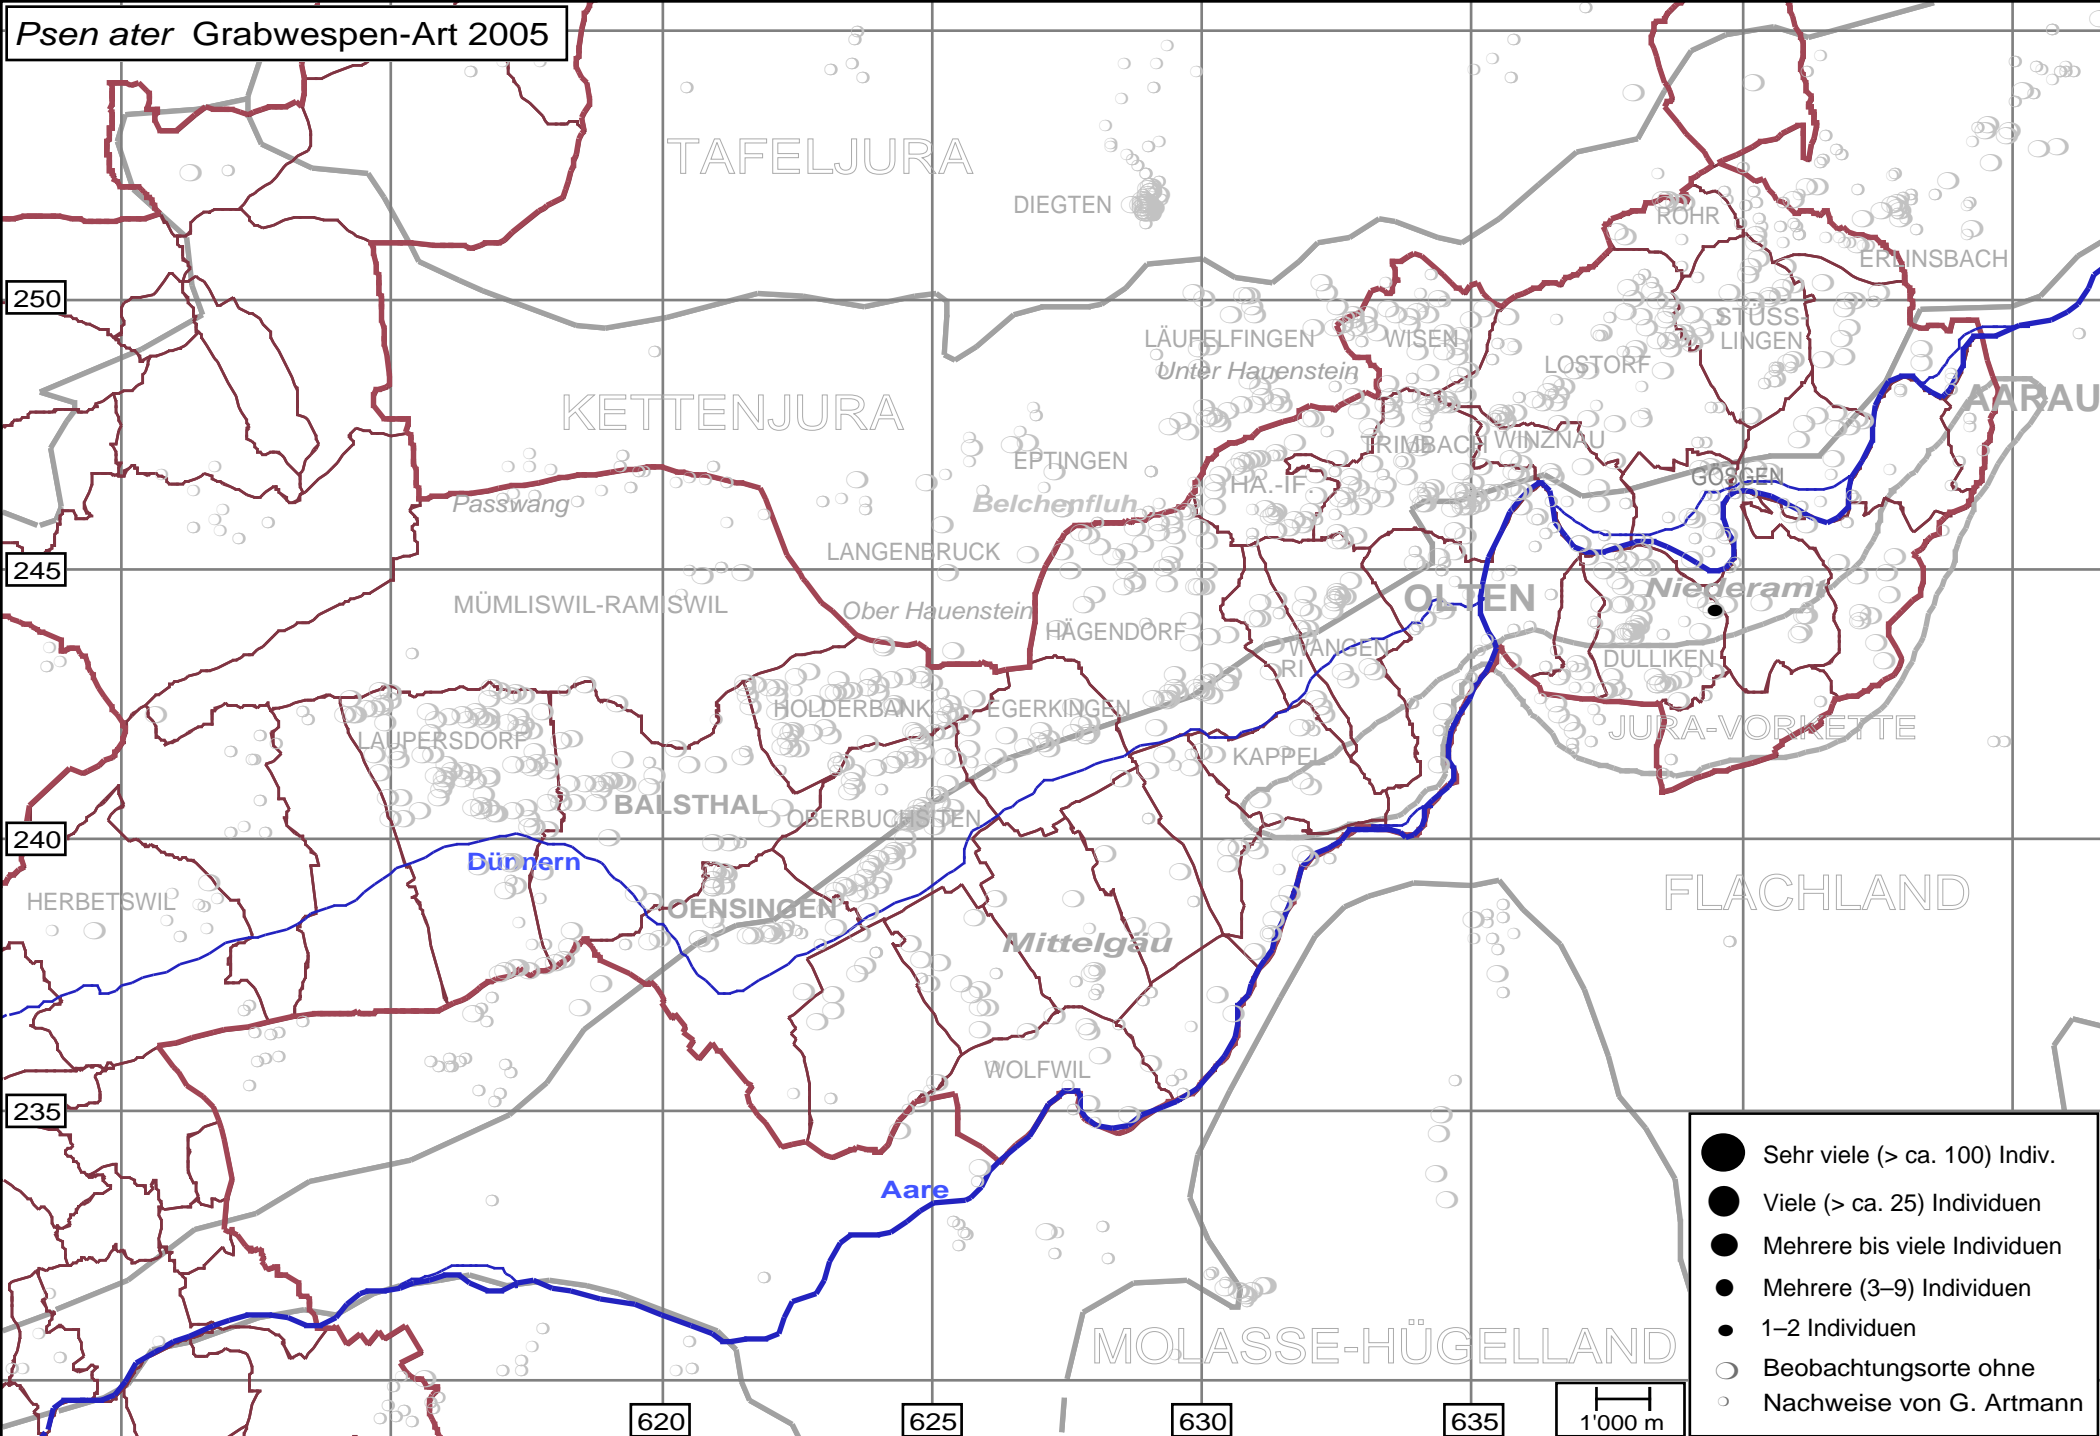 Psen ater Grabwespen-Art 2005
TAFELJURA
DIEGTEN
ROHR
ERLINSBACH
250
STÜSS-
LINGEN
LÄUFELFINGEN
WISEN
Unter Hauenstein
LOSTORF
AARAU
KETTENJURA
TRIMBACH
WINZNAU
EPTINGEN
GÖSGEN
HA.-IF.
Passwang
Belchenfluh
LANGENBRUCK
245
MÜMLISWIL-RAMISWIL
Ober Hauenstein
OLTEN
Niederamt
HÄGENDORF
WANGEN
RI
DULLIKEN
HOLDERBANK
EGERKINGEN
JURA-VORKETTE
LAUPERSDORF
KAPPEL
BALSTHAL
OBERBUCHSITEN
240
Dünnern
HERBETSWIL
OENSINGEN
FLACHLAND
Mittelgäu
WOLFWIL
235
Aare
MOLASSE-HÜGELLAND
Sehr viele (> ca. 100) Indiv.
Viele (> ca. 25) Individuen
Mehrere bis viele Individuen
Mehrere (3–9) Individuen
1–2 Individuen
Beobachtungsorte ohne
Nachweise von G. Artmann
620
625
630
635
1'000 m